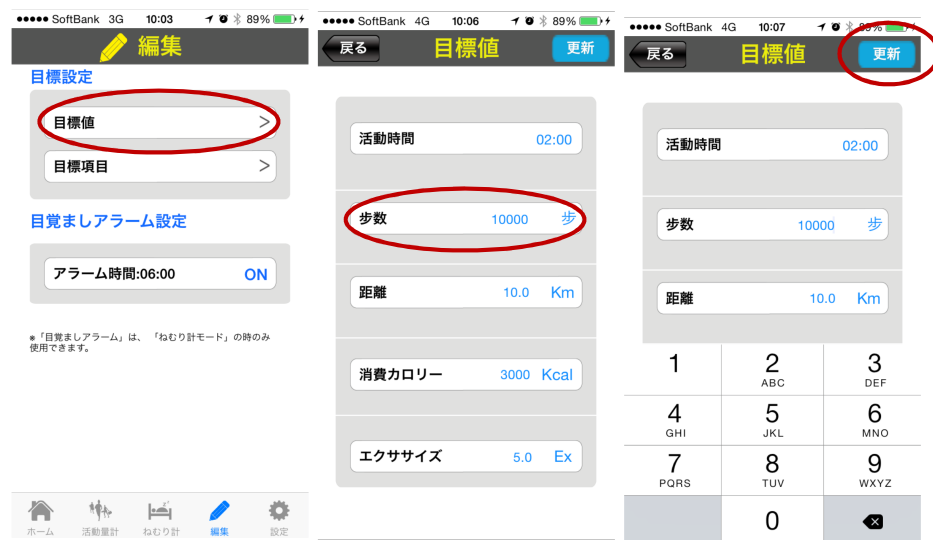 SoftBank 3G 10:03 89%
編集
目標設定
目標値 >
目標項目 >
目覚ましアラーム設定
アラーム時間:06:00 ON
※「目覚ましアラーム」は、「ねむり計モード」の時のみ
使用できます。
ホーム 活動量計 ねむり計 編集 設定
SoftBank 4G 10:06 89%
戻る 目標値 更新
活動時間 02:00
歩数 10000 歩
距離 10.0 Km
消費カロリー 3000 Kcal
エクササイズ 5.0 Ex
SoftBank 4G 10:07 89%
戻る 目標値 更新
活動時間 02:00
歩数 10000 歩
距離 10.0 Km
1 2 3
ABC DEF
4 5 6
GHI JKL MNO
7 8 9
PQRS TUV WXYZ
0